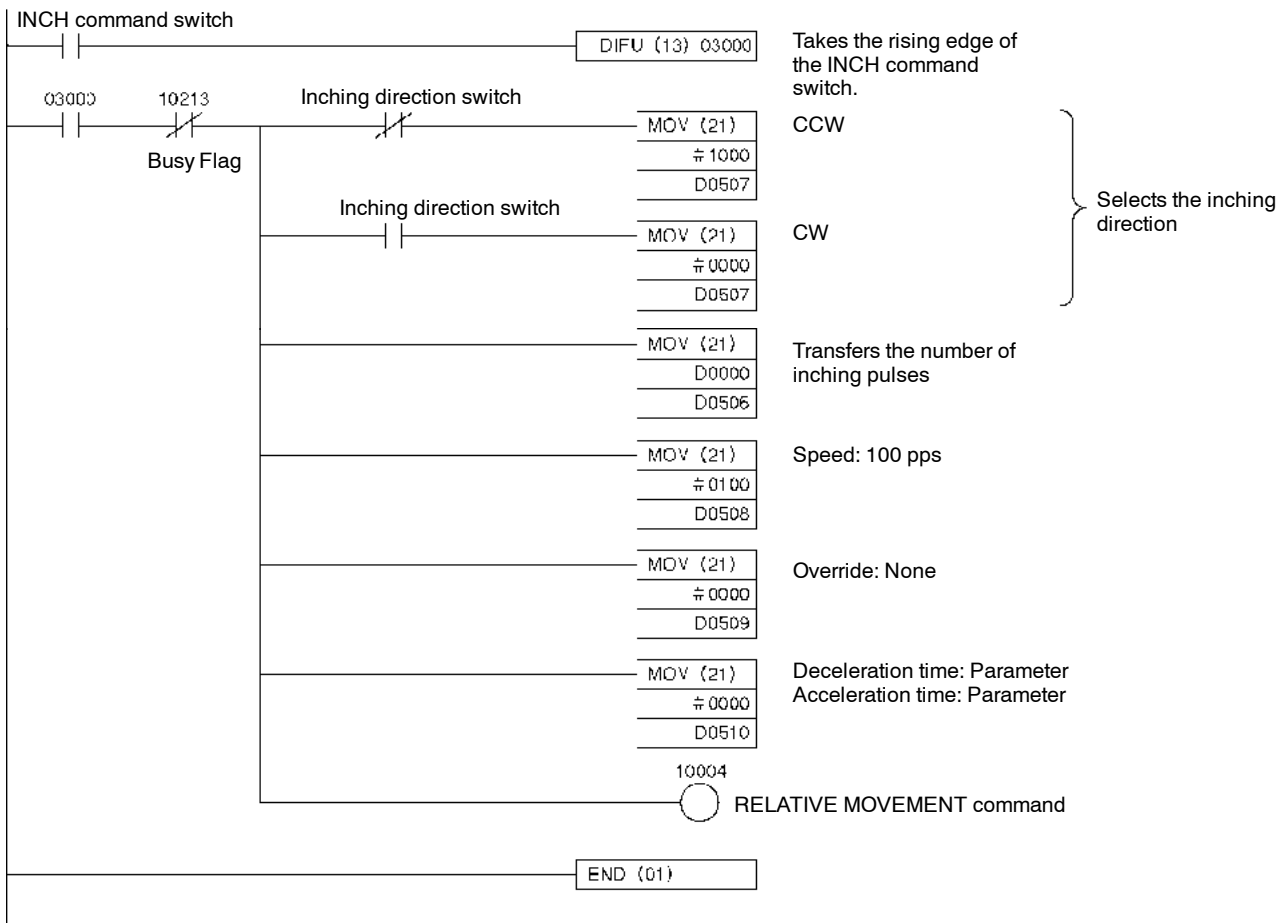 INCH command switch
DIFU (13) 03000
Takes the rising edge of
the INCH command
switch.
03000
10213
Inching direction switch
Busy Flag
MOV (21)
#1000
D0507
CCW
Inching direction switch
MOV (21)
#0000
D0507
CW
Selects the inching
direction
MOV (21)
D0000
D0506
Transfers the number of
inching pulses
MOV (21)
#0100
D0508
Speed: 100 pps
MOV (21)
#0000
D0509
Override: None
MOV (21)
#0000
D0510
Deceleration time: Parameter
Acceleration time: Parameter
10004
RELATIVE MOVEMENT command
END (01)